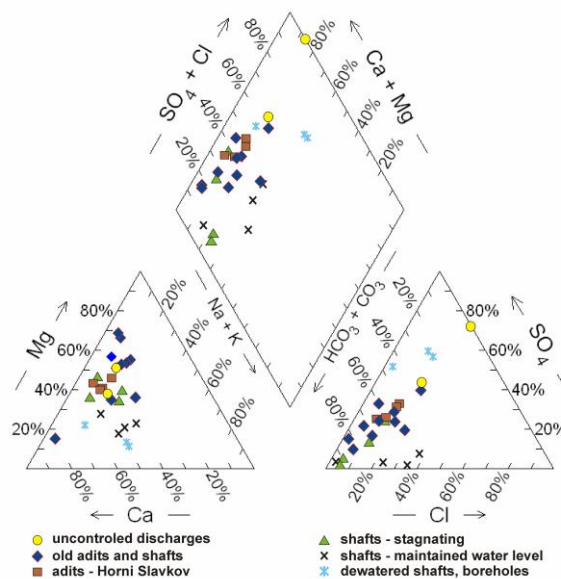 80%
80%
SO4 + Cl
Ca + Mg
60%
60%
40%
40%
20%
20%
Na + K
HCO3 + CO3
20%
20%
Mg
80%
60%
40%
20%
40%
60%
80%
80%
60%
40%
20%
Ca
40%
60%
80%
SO4
80%
60%
40%
20%
20%
40%
60%
80%
Cl
uncontroled discharges
old adits and shafts
adits - Horni Slavkov
shafts - stagnating
shafts - maintained water level
dewatered shafts, boreholes